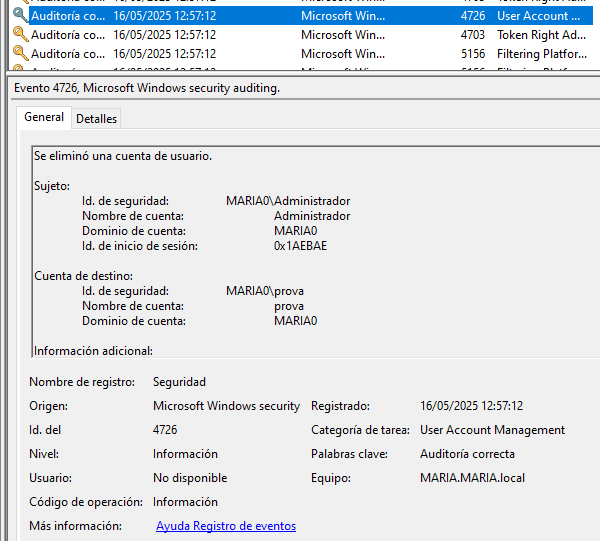 Auditoría co... 16/05/2025 12:57:12 Microsoft Win... 4726 User Account ...
Auditoría co... 16/05/2025 12:57:12 Microsoft Win... 4703 Token Right Ad...
Auditoría co... 16/05/2025 12:57:12 Microsoft Win... 5156 Filtering Platfor...
Evento 4726, Microsoft Windows security auditing.
General Detalles
Se eliminó una cuenta de usuario.
Sujeto:
Id. de seguridad: MARIA0\Administrador
Nombre de cuenta: Administrador
Dominio de cuenta: MARIA0
Id. de inicio de sesión: 0x1AEBAE
Cuenta de destino:
Id. de seguridad: MARIA0\prova
Nombre de cuenta: prova
Dominio de cuenta: MARIA0
Información adicional:
Nombre de registro: Seguridad
Origen: Microsoft Windows security Registrado: 16/05/2025 12:57:12
Id. del 4726 Categoría de tarea: User Account Management
Nivel: Información Palabras clave: Auditoría correcta
Usuario: No disponible Equipo: MARIA.MARIA.local
Código de operación: Información
Más información: Ayuda Registro de eventos